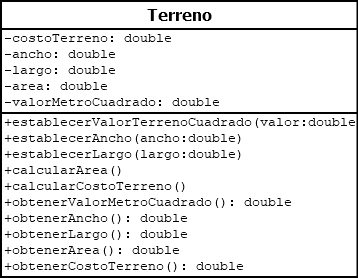 Terreno
-costoTerreno: double
-ancho: double
-largo: double
-area: double
-valorMetroCuadrado: double
+establecerValorTerrenoCuadrado(valor:double
+establecerAncho(ancho:double)
+establecerLargo(largo:double)
+calcularArea()
+calcularCostoTerreno()
+obtenerValorMetroCuadrado(): double
+obtenerAncho(): double
+obtenerLargo(): double
+obtenerArea(): double
+obtenerCostoTerreno(): double